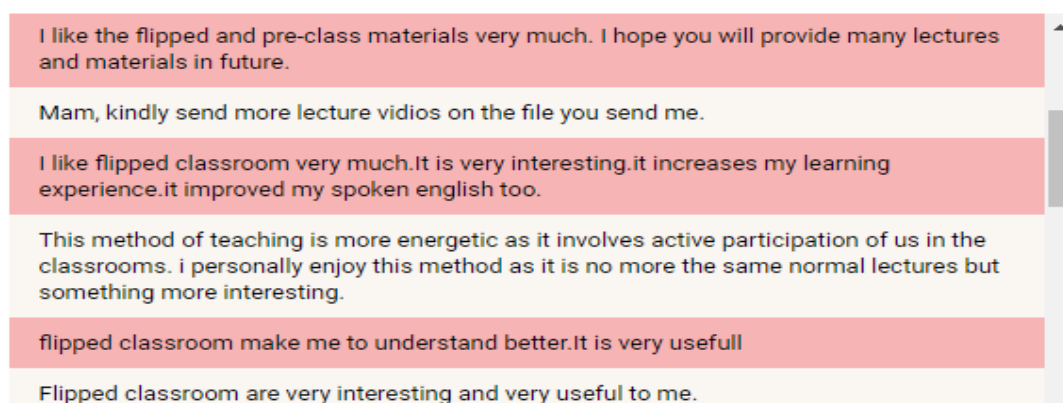 I like the flipped and pre-class materials very much. I hope you will provide many lectures
and materials in future.
Mam, kindly send more lecture vidios on the file you send me.
I like flipped classroom very much.It is very interesting.it increases my learning
experience.it improved my spoken english too.
This method of teaching is more energetic as it involves active participation of us in the
classrooms. i personally enjoy this method as it is no more the same normal lectures but
something more interesting.
flipped classroom make me to understand better.It is very usefull
Flipped classroom are very interesting and very useful to me.